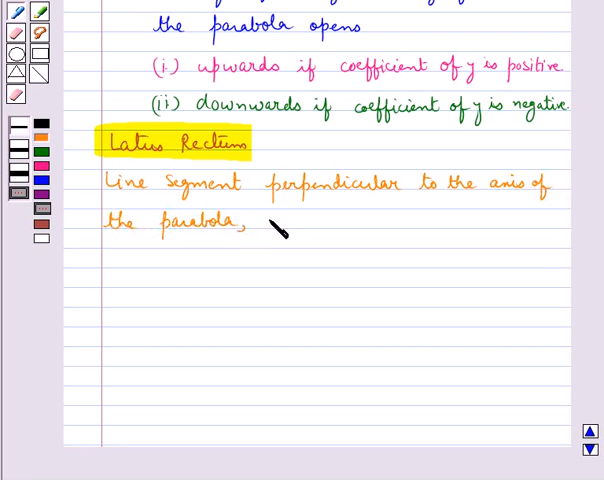 the parabola opens
(i) upwards if coefficient of y is positive
(ii) downwards if coefficient of y is negative.
Latus Rectum
Line segment perpendicular to the axis of
the parabola,